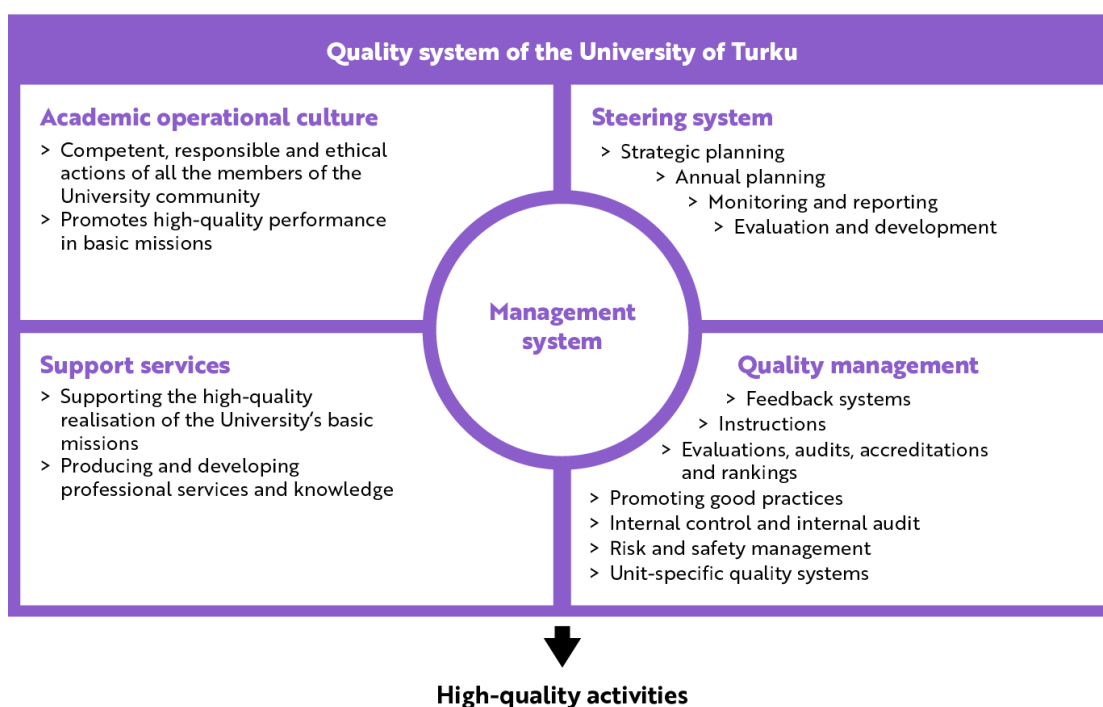 Quality system of the University of Turku
Academic operational culture
> Competent, responsible and ethical
actions of all the members of the
University community
> Promotes high-quality performance
in basic missions
Steering system
> Strategic planning
> Annual planning
> Monitoring and reporting
> Evaluation and development
Management
system
Support services
> Supporting the high-quality
realisation of the University's basic
missions
> Producing and developing
professional services and knowledge
Quality management
> Feedback systems
> Instructions
> Evaluations, audits, accreditations
and rankings
> Promoting good practices
> Internal control and internal audit
> Risk and safety management
> Unit-specific quality systems
High-quality activities